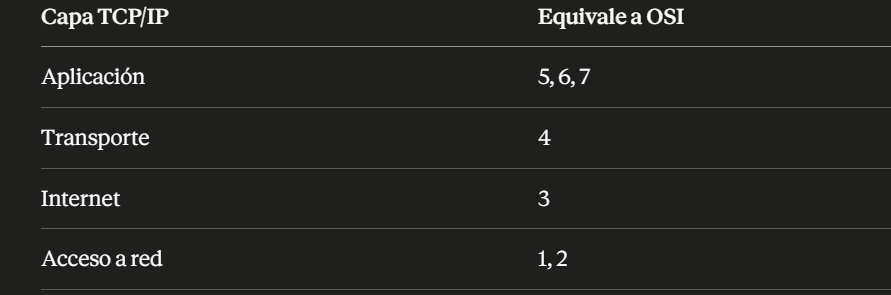 Capa TCP/IP Equivale a OSI
Aplicación 5, 6, 7
Transporte 4
Internet 3
Acceso a red 1, 2